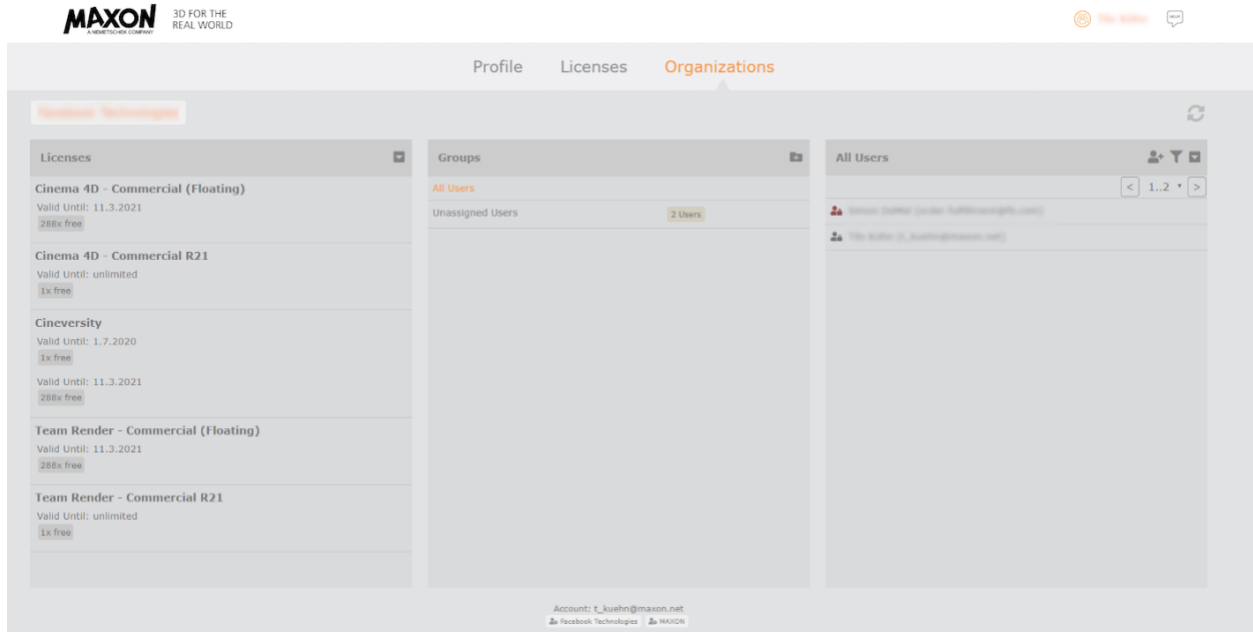 MAXON
A NEMETSCHEK COMPANY
3D FOR THE
REAL WORLD
Profile Licenses Organizations
Licenses
Cinema 4D - Commercial (Floating)
Valid Until: 11.3.2021
288x free
Cinema 4D - Commercial R21
Valid Until: unlimited
1x free
Cineversity
Valid Until: 1.7.2020
1x free
Valid Until: 11.3.2021
288x free
Team Render - Commercial (Floating)
Valid Until: 11.3.2021
288x free
Team Render - Commercial R21
Valid Until: unlimited
1x free
Groups
All Users
Unassigned Users 2 Users
All Users
< 1..2 >
Account: t_kuehn@maxon.net
Facebook Technologies MAXON